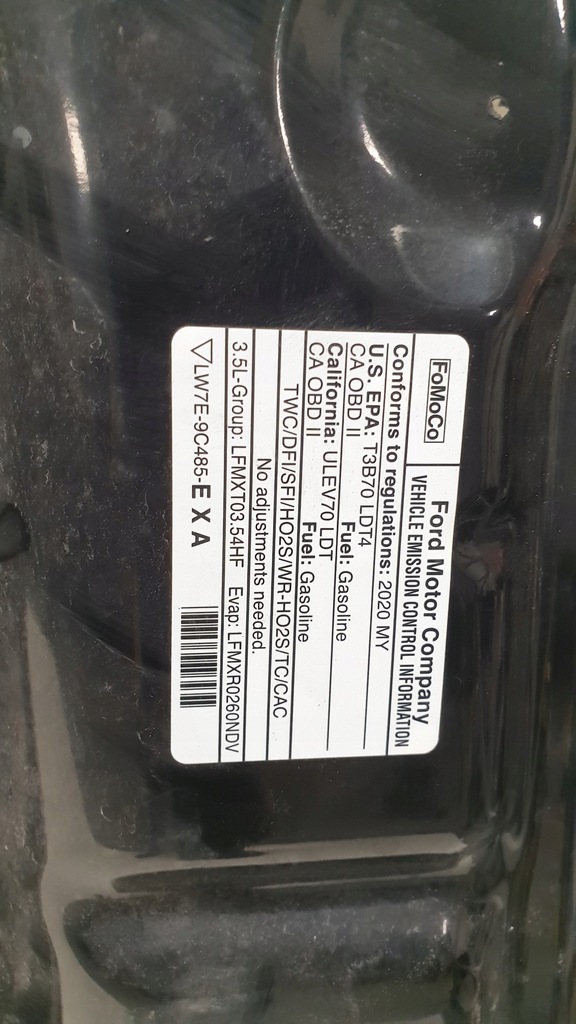 FoMoCo
Ford Motor Company
VEHICLE EMISSION CONTROL INFORMATION
Conforms to regulations: 2020 MY
U.S. EPA: T3B70 LDT4 Fuel: Gasoline
CA OBD II
California: ULEV70 LDT Fuel: Gasoline
CA OBD II
TWC/DFI/SFI/HO2S/WR-HO2S/TC/CAC
No adjustments needed.
3.5L-Group: LFMXT03.54HF Evap: LFMXR0260NDV
▽LW7E-9C485-E X A